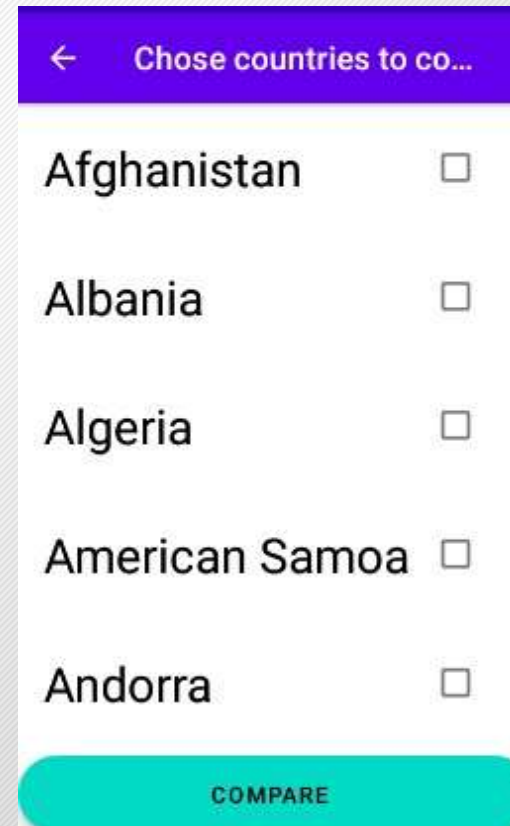 Chose countries to co...
Afghanistan
Albania
Algeria
American Samoa
Andorra
COMPARE